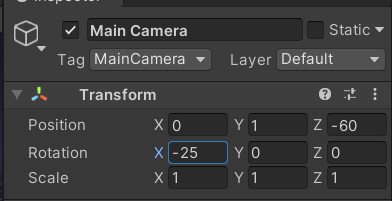 Inspector
Main Camera Static
Tag MainCamera Layer Default
Transform
Position X 0 Y 1 Z -60
Rotation X -25 Y 0 Z 0
Scale X 1 Y 1 Z 1